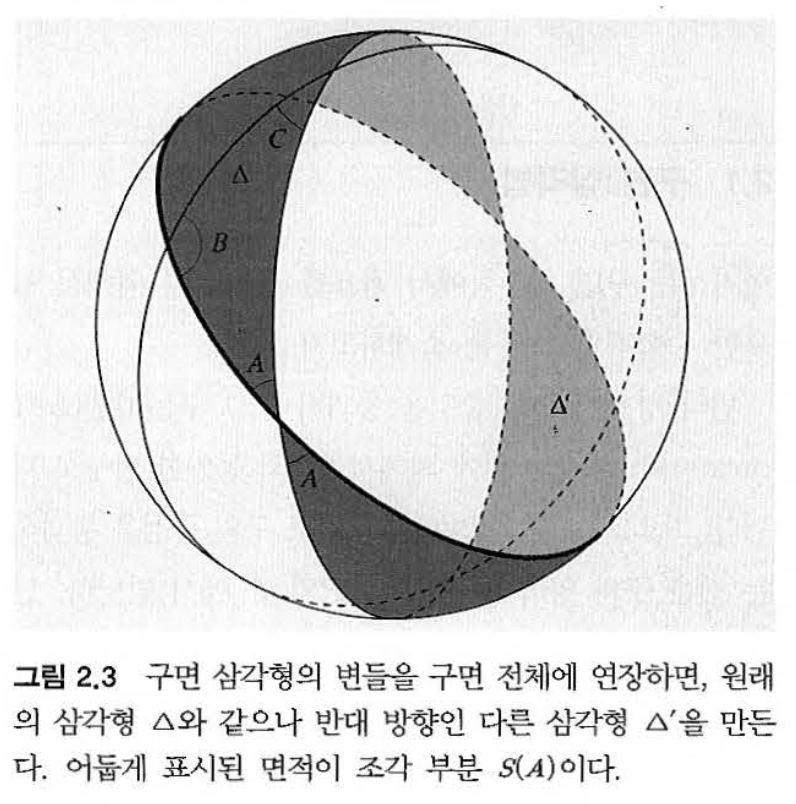 C
Δ
B
A
Δ′
A
그림 2.3 구면 삼각형의 변들을 구면 전체에 연장하면, 원래
의 삼각형 △와 같으나 반대 방향인 다른 삼각형 △′을 만든
다. 어둡게 표시된 면적이 조각 부분 S(A)이다.